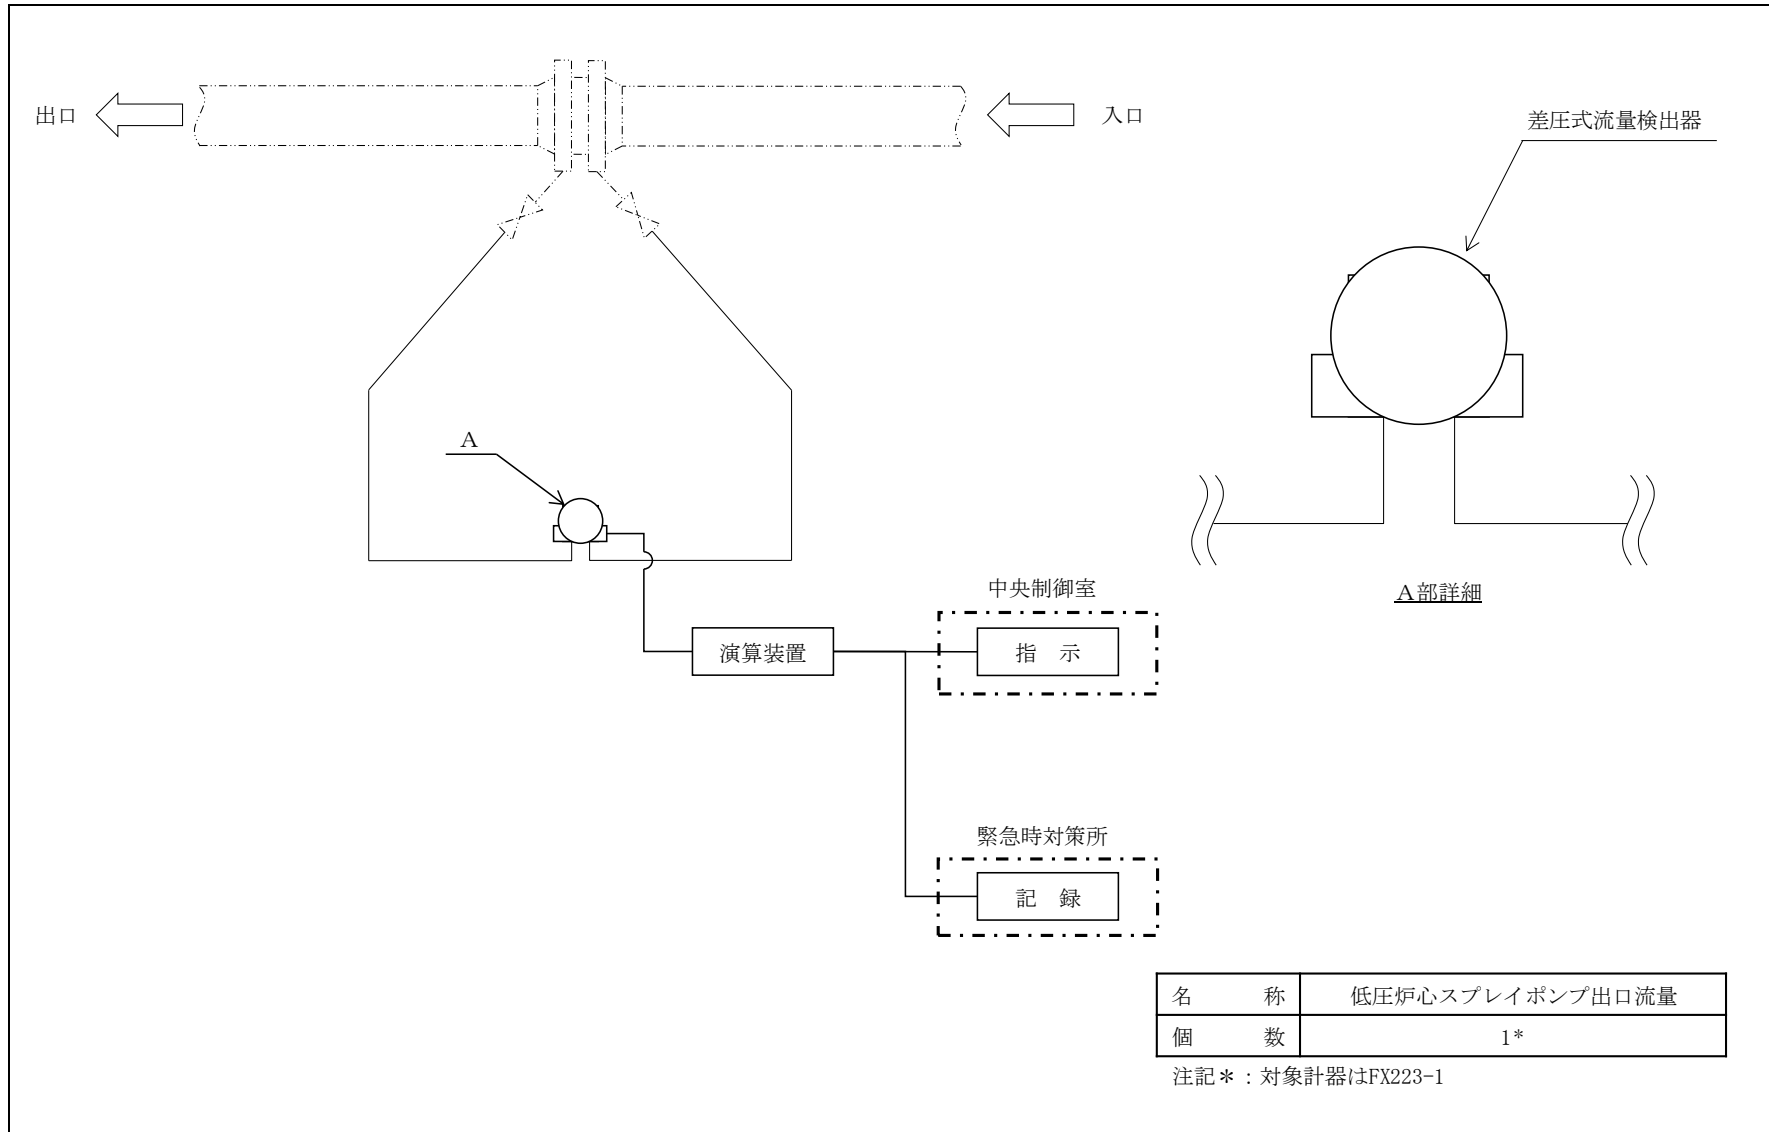 出口
入口
差圧式流量検出器
A
中央制御室
A部詳細
演算装置
指　示
緊急時対策所
記　録
名　　　称　低圧炉心スプレイポンプ出口流量
個　　　数　1*
注記＊：対象計器はFX223-1